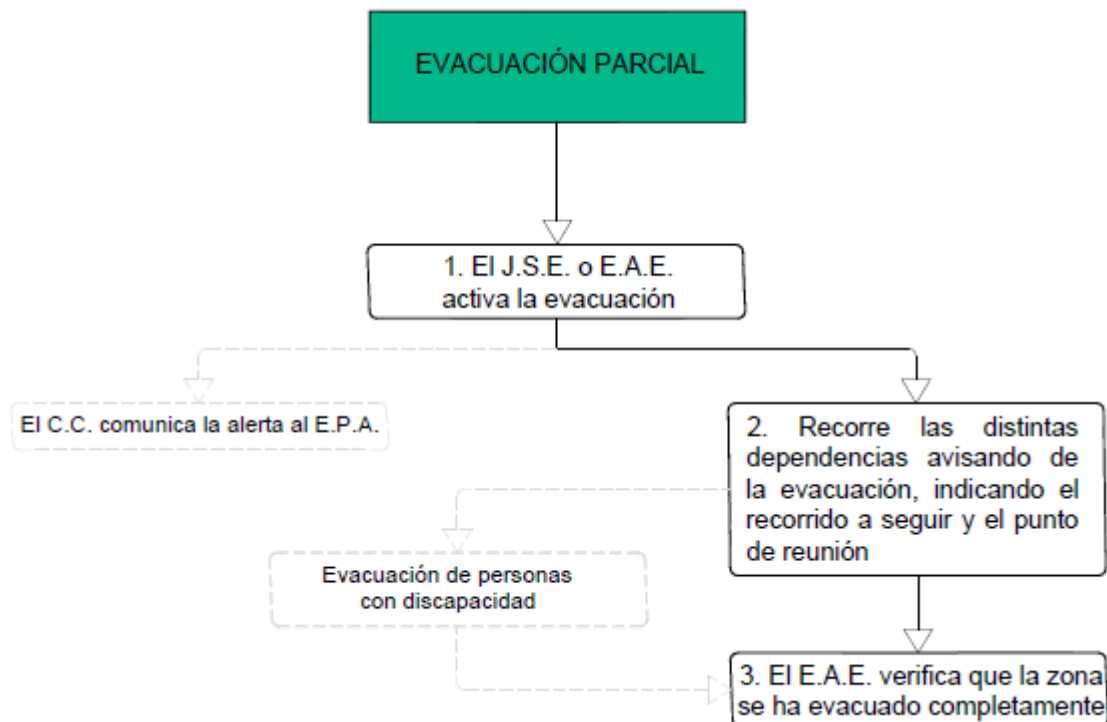 EVACUACIÓN PARCIAL
1. El J.S.E. o E.A.E.
activa la evacuación
El C.C. comunica la alerta al E.P.A.
2. Recorre las distintas
dependencias avisando de
la evacuación, indicando el
recorrido a seguir y el punto
de reunión
Evacuación de personas
con discapacidad
3. El E.A.E. verifica que la zona
se ha evacuado completamente